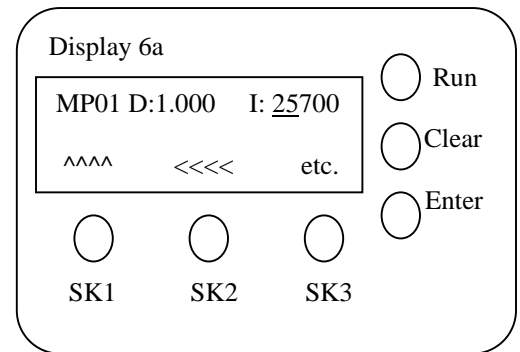 Display 6a
MP01 D:1.000 I: 25700
^^^^ <<<< etc.
Run
Clear
Enter
SK1 SK2 SK3